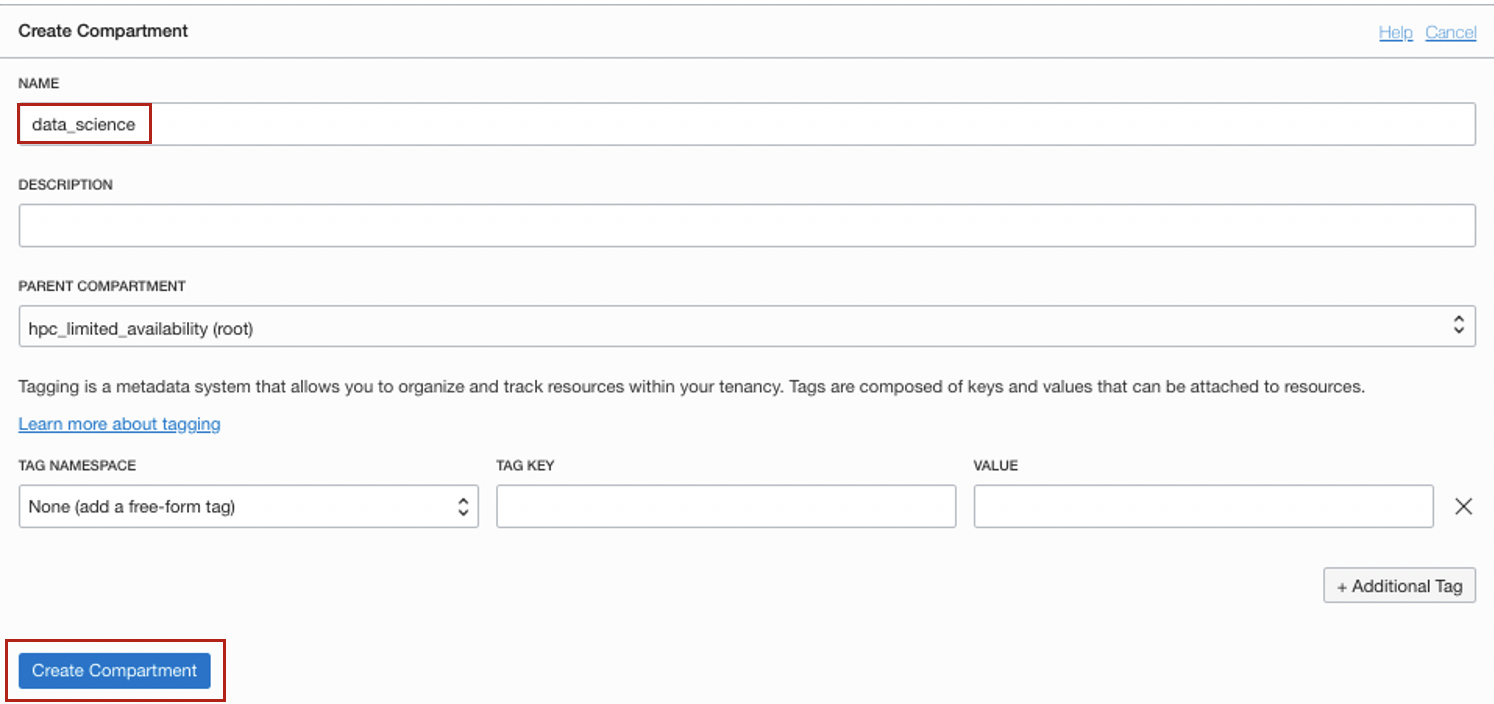 Create Compartment
Help Cancel
NAME
data_science
DESCRIPTION
PARENT COMPARTMENT
hpc_limited_availability (root)
Tagging is a metadata system that allows you to organize and track resources within your tenancy. Tags are composed of keys and values that can be attached to resources.
Learn more about tagging
TAG NAMESPACE TAG KEY VALUE
None (add a free-form tag)
+ Additional Tag
Create Compartment